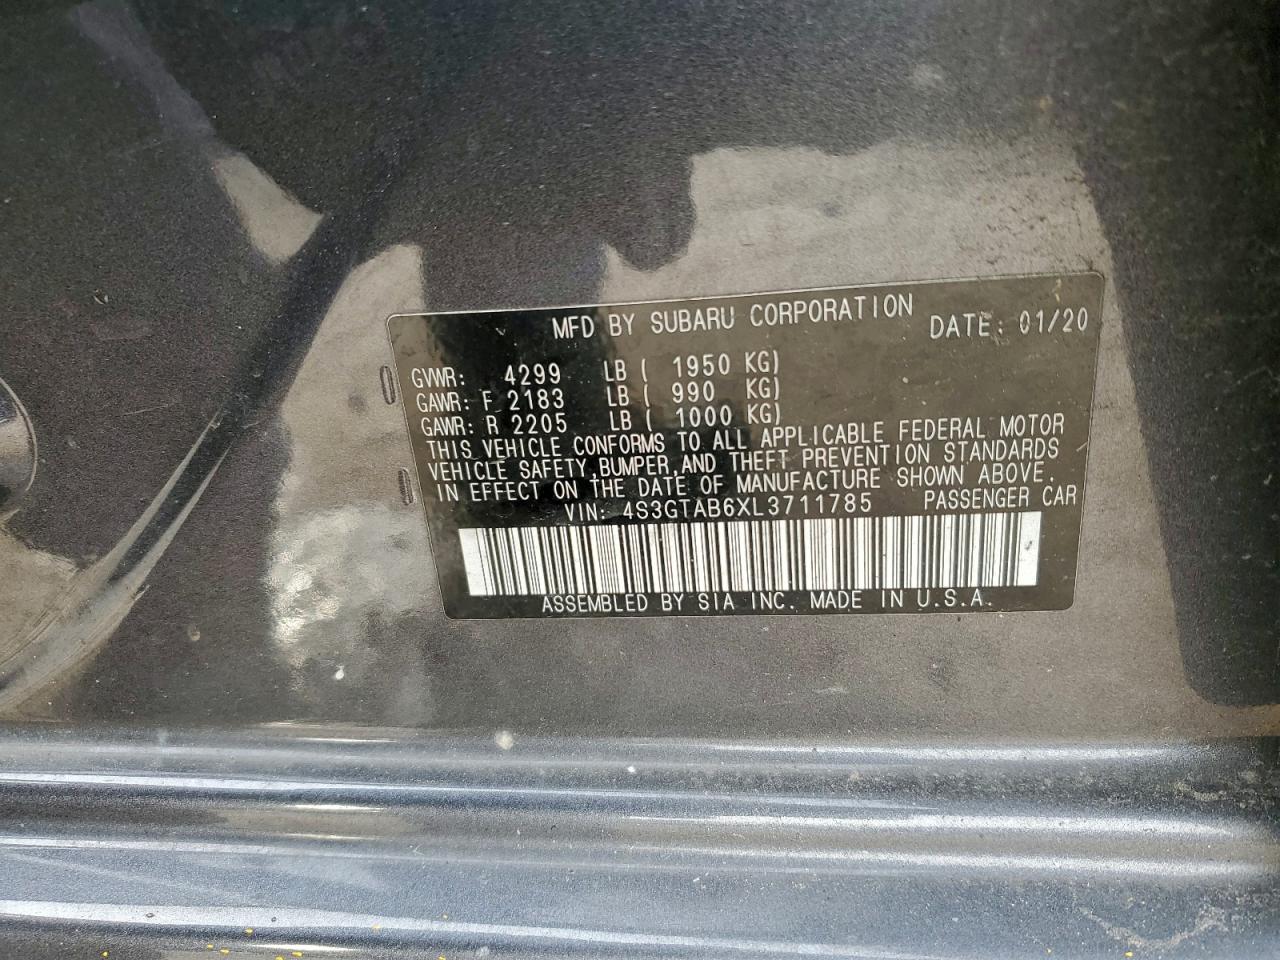 MFD BY SUBARU CORPORATION DATE: 01/20
GVWR: 4299 LB ( 1950 KG)
GAWR: F 2183 LB ( 990 KG)
GAWR: R 2205 LB ( 1000 KG)
THIS VEHICLE CONFORMS TO ALL APPLICABLE FEDERAL MOTOR
VEHICLE SAFETY,BUMPER,AND THEFT PREVENTION STANDARDS
IN EFFECT ON THE DATE OF MANUFACTURE SHOWN ABOVE.
VIN: 4S3GTAB6XL3711785 PASSENGER CAR
ASSEMBLED BY SIA INC. MADE IN U.S.A.